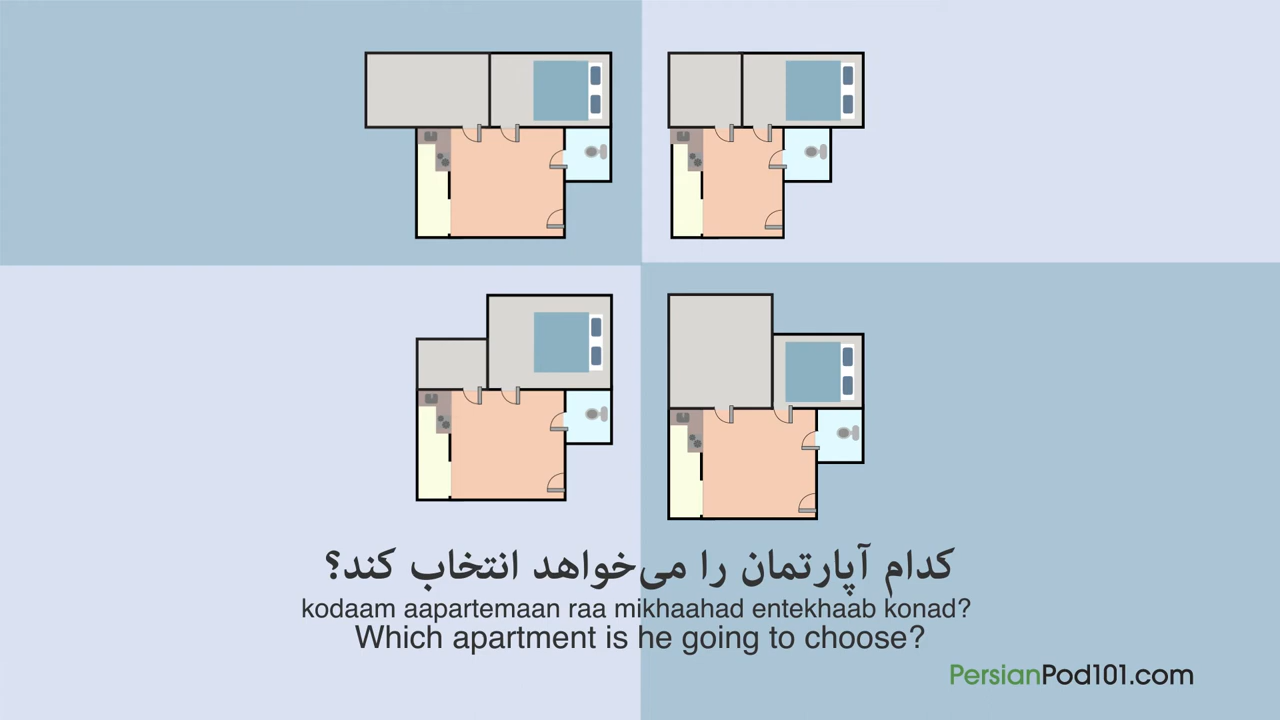 کدام آپارتمان را می‌خواهد انتخاب کند؟
kodaam aapartemaan raa mikhaahad entekhaab konad?
Which apartment is he going to choose?
PersianPod101.com